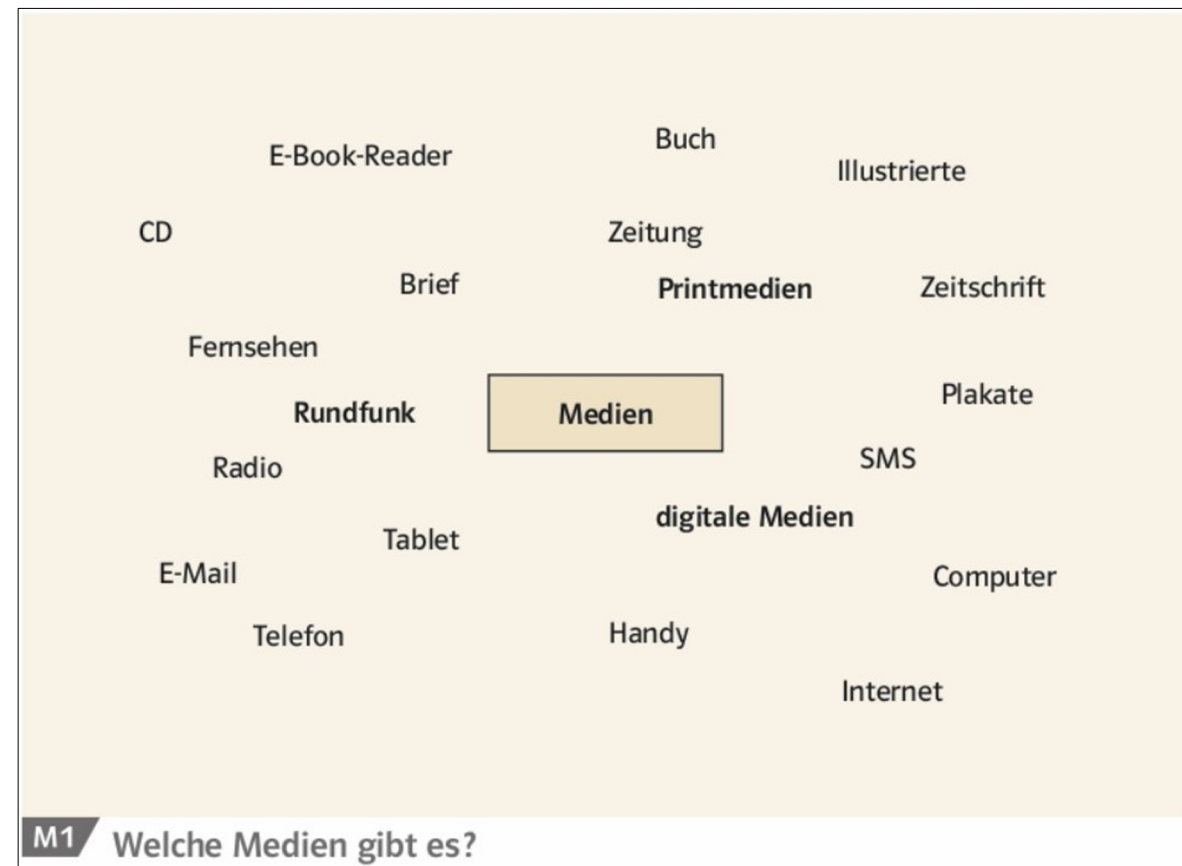 Buch
E-Book-Reader
Illustrierte
CD
Zeitung
Brief
Printmedien
Zeitschrift
Fernsehen
Plakate
Rundfunk
Medien
SMS
Radio
digitale Medien
Tablet
E-Mail
Computer
Telefon
Handy
Internet
M1 Welche Medien gibt es?